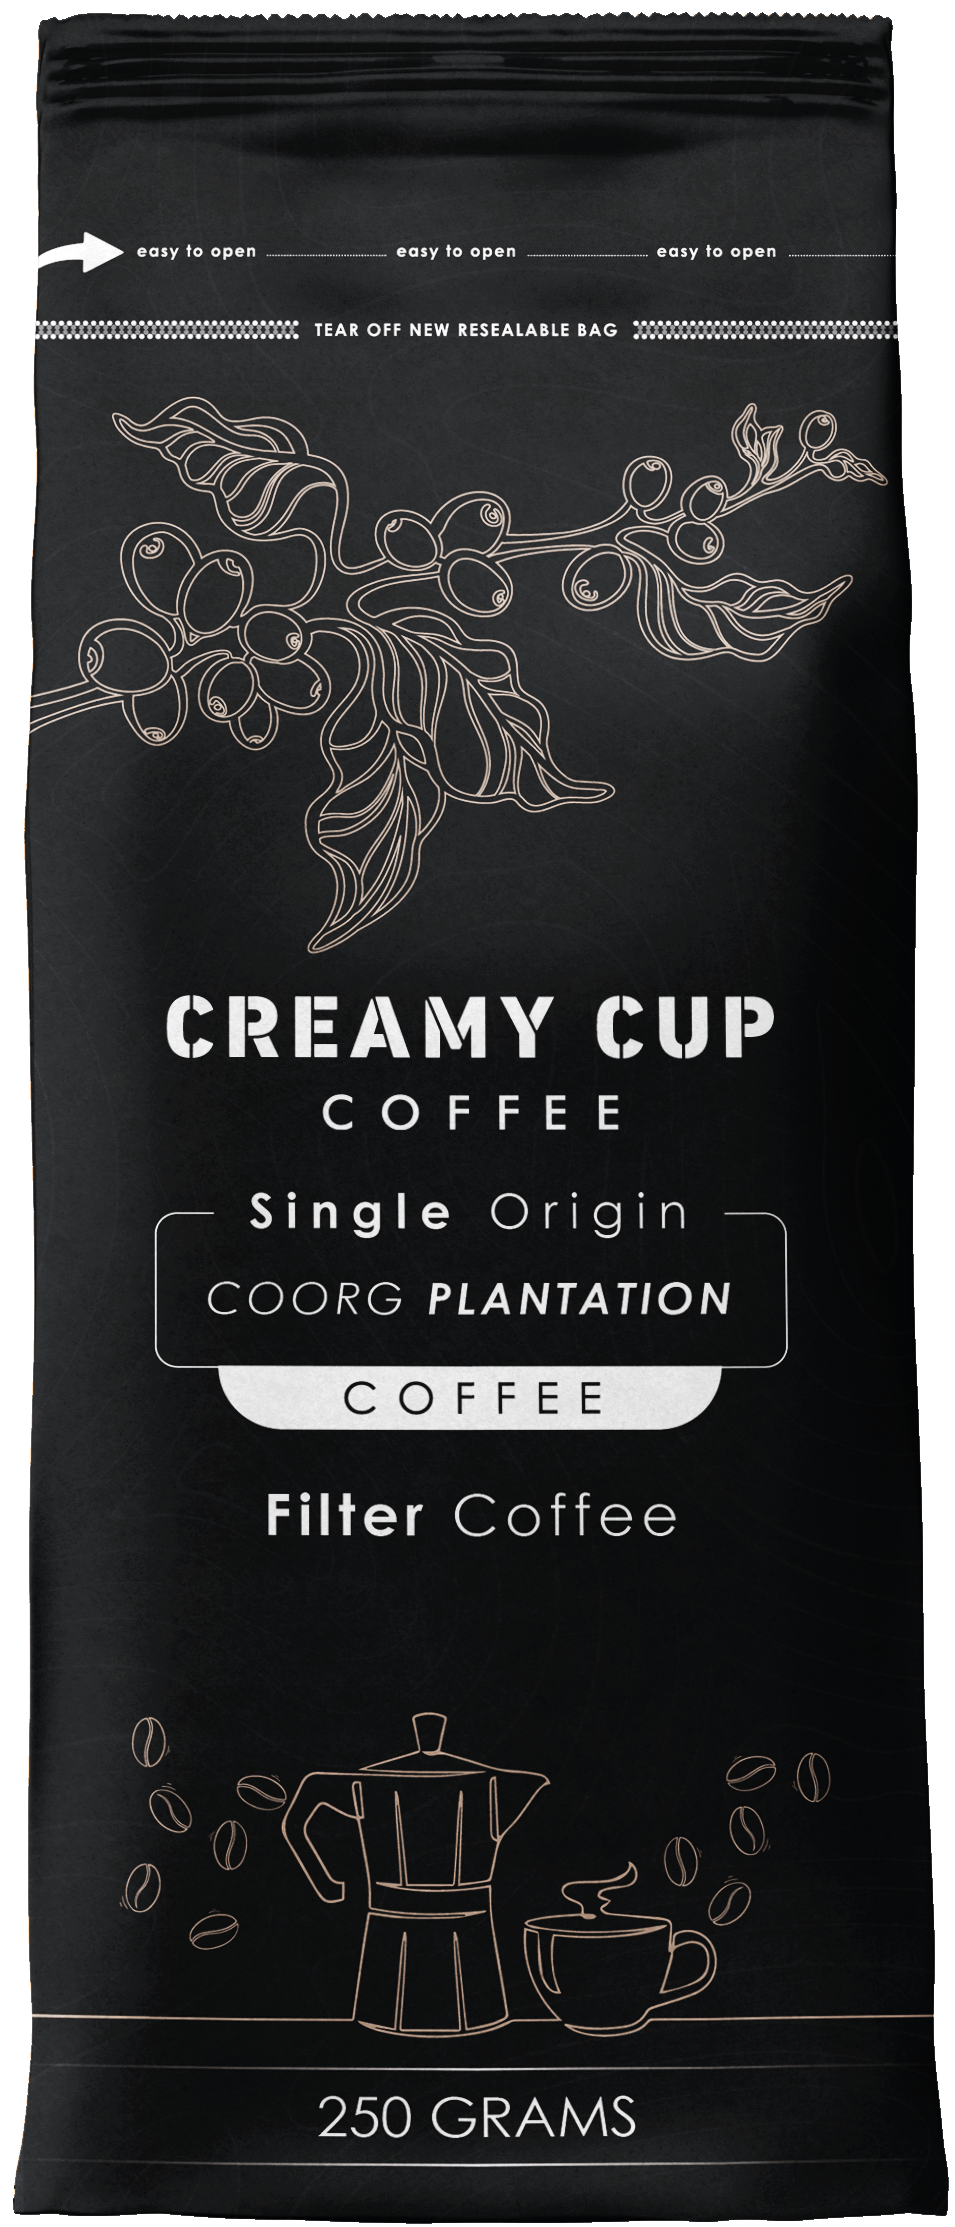 easy to open easy to open easy to open
TEAR OFF NEW RESEALABLE BAG
CREAMY CUP
COFFEE
Single Origin
COORG PLANTATION
COFFEE
Filter Coffee
250 GRAMS